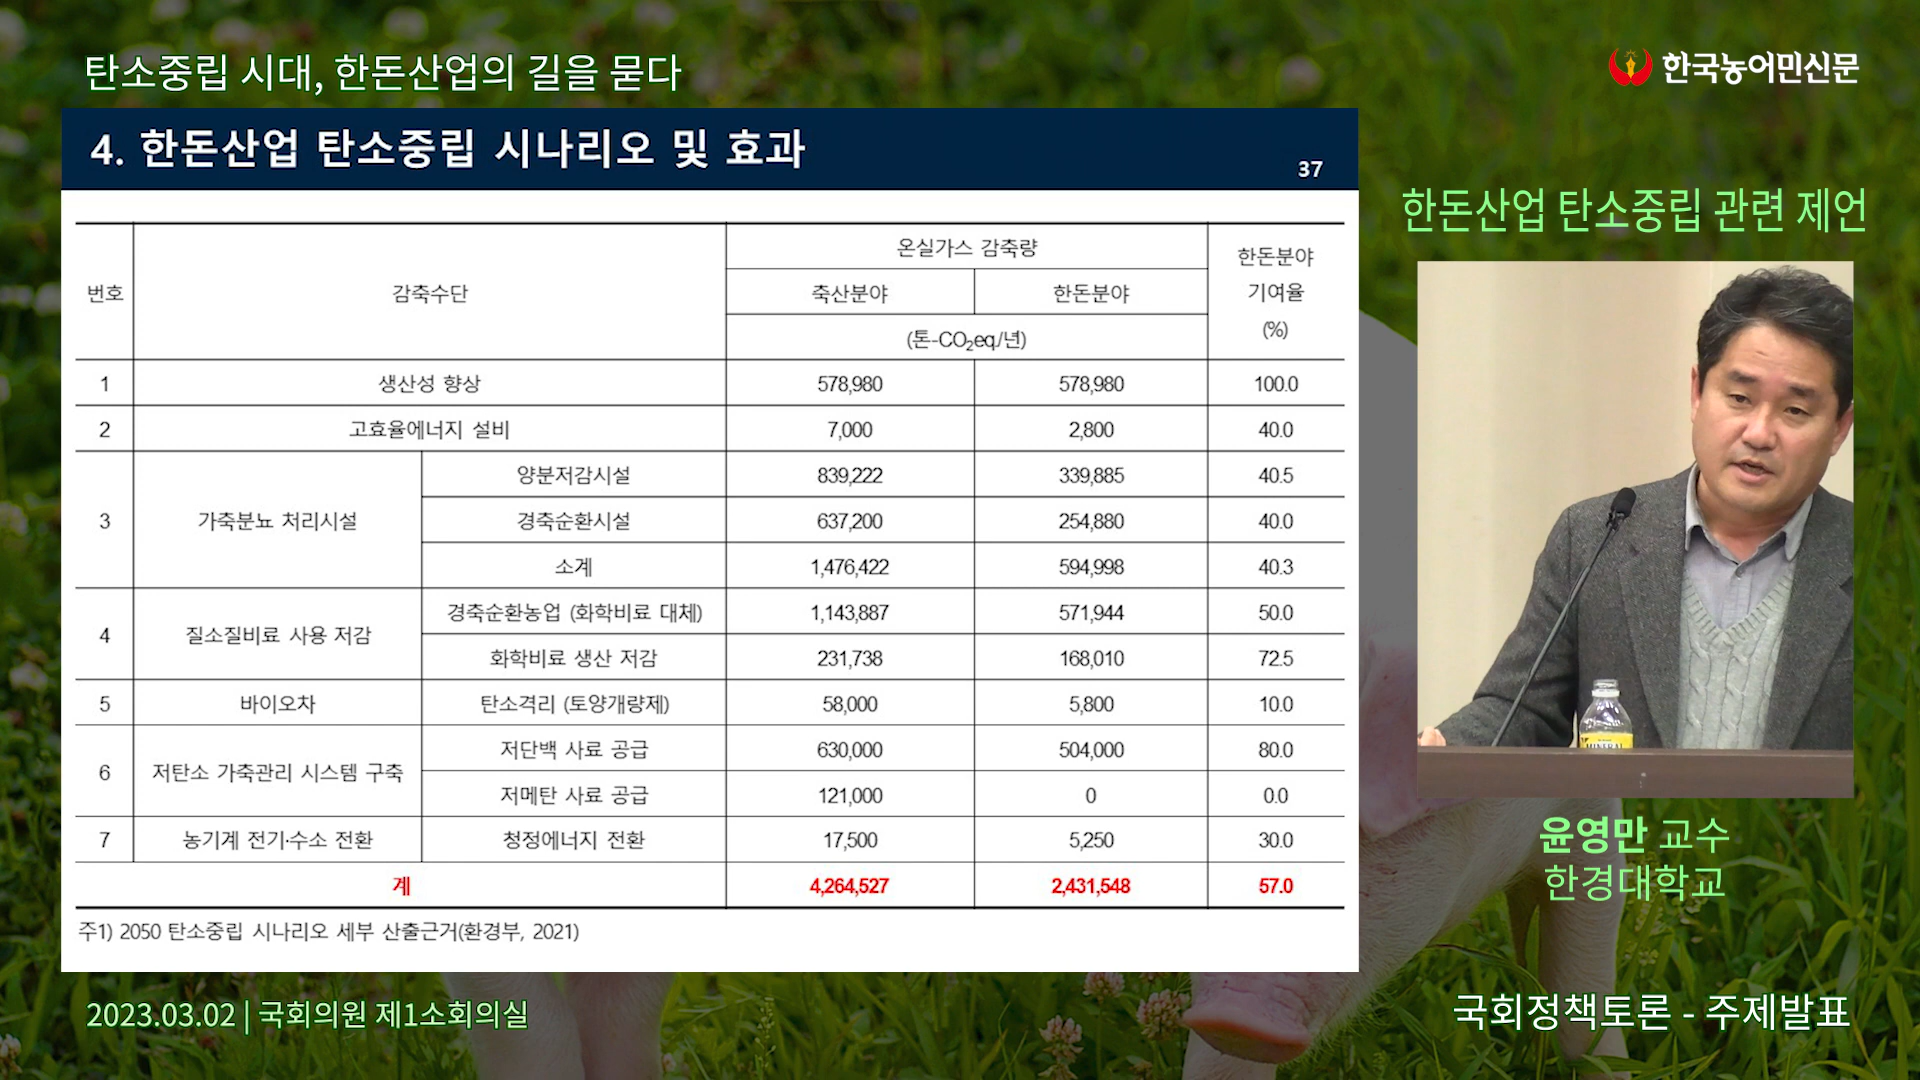 탄소중립 시대, 한돈산업의 길을 묻다
한국농어민신문
4. 한돈산업 탄소중립 시나리오 및 효과
37
번호 감축수단 온실가스 감축량 한돈분야 기여율 (%)
축산분야 한돈분야
(톤-CO₂eq/년)
1 생산성 향상 578,980 578,980 100.0
2 고효율에너지 설비 7,000 2,800 40.0
3 가축분뇨 처리시설 양분저감시설 839,222 339,885 40.5
경축순환시설 637,200 254,880 40.0
소계 1,476,422 594,998 40.3
4 질소질비료 사용 저감 경축순환농업 (화학비료 대체) 1,143,887 571,944 50.0
화학비료 생산 저감 231,738 168,010 72.5
5 바이오차 탄소격리 (토양개량제) 58,000 5,800 10.0
6 저탄소 가축관리 시스템 구축 저단백 사료 공급 630,000 504,000 80.0
저메탄 사료 공급 121,000 0 0.0
7 농기계 전기·수소 전환 청정에너지 전환 17,500 5,250 30.0
계 4,264,527 2,431,548 57.0
주1) 2050 탄소중립 시나리오 세부 산출근거(환경부, 2021)
한돈산업 탄소중립 관련 제언
MINERAL
윤영만 교수
한경대학교
2023.03.02 | 국회의원 제1소회의실
국회정책토론 - 주제발표